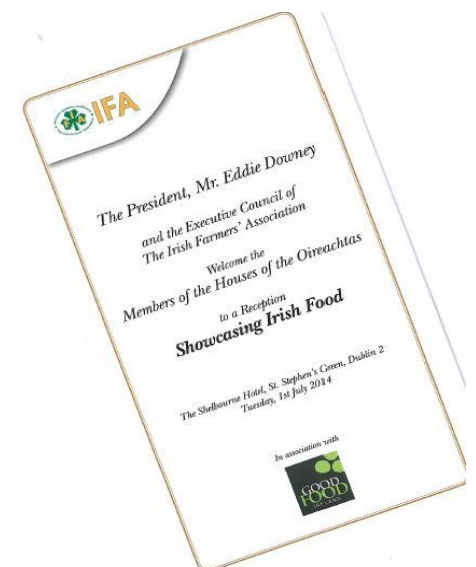 IFA
The President, Mr. Eddie Downey
and the Executive Council of
The Irish Farmers' Association
Welcome the
Members of the Houses of the Oireachtas
to a Reception
Showcasing Irish Food
The Shelbourne Hotel, St. Stephen's Green, Dublin 2
Tuesday, 1st July 2014
In association with
GOOD
FOOD
IRELAND